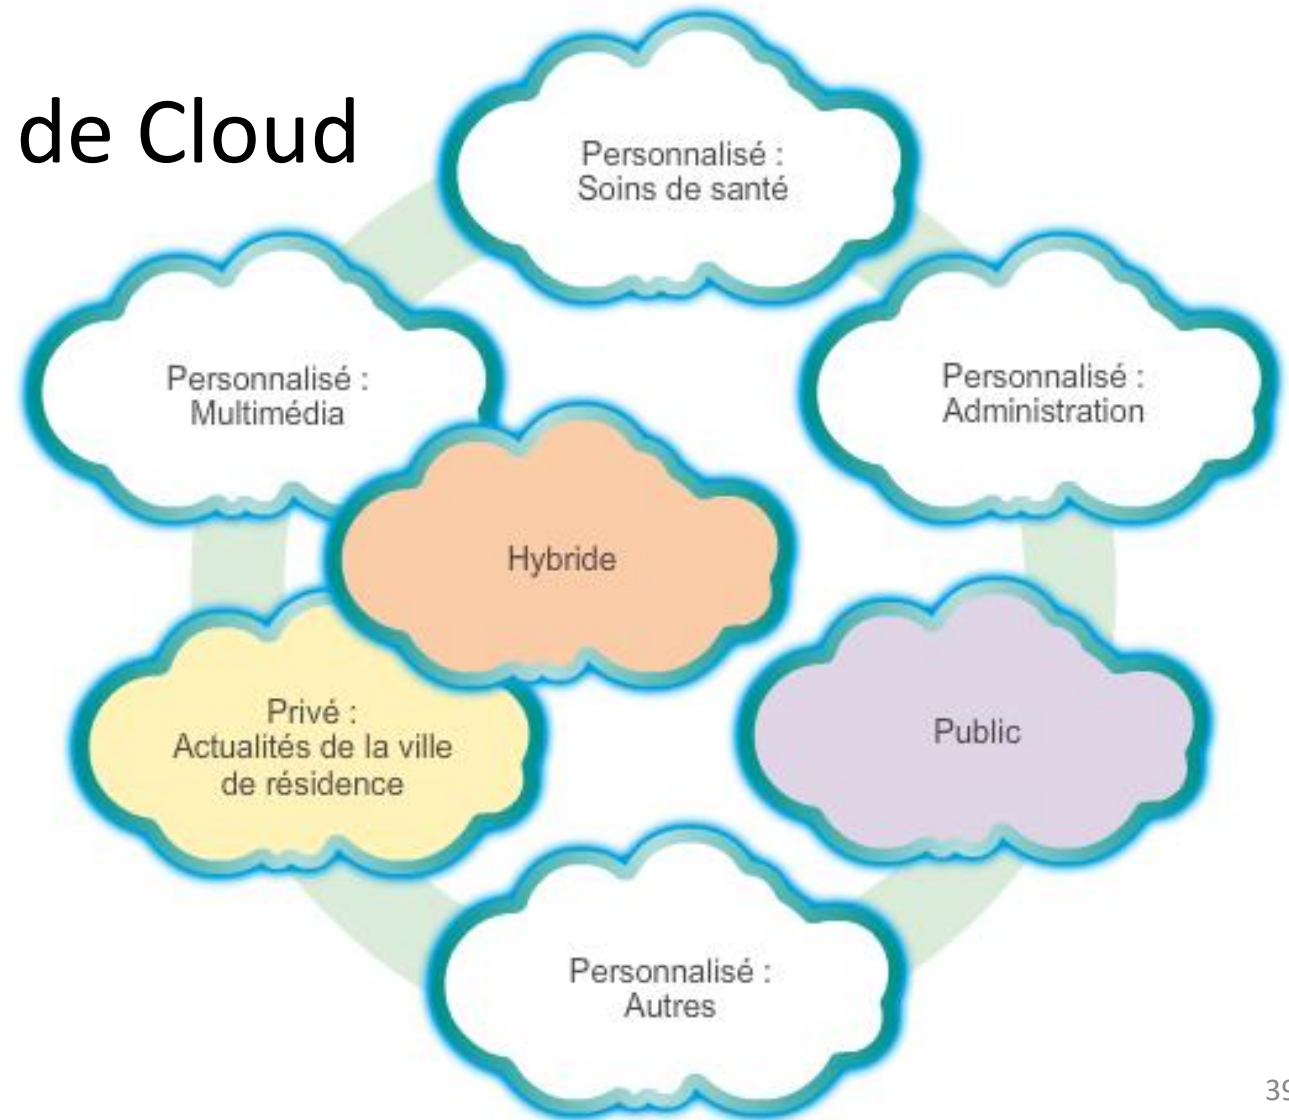 de Cloud
Personnalisé :
Soins de santé
Personnalisé :
Multimédia
Personnalisé :
Administration
Hybride
Privé :
Actualités de la ville
de résidence
Public
Personnalisé :
Autres
39